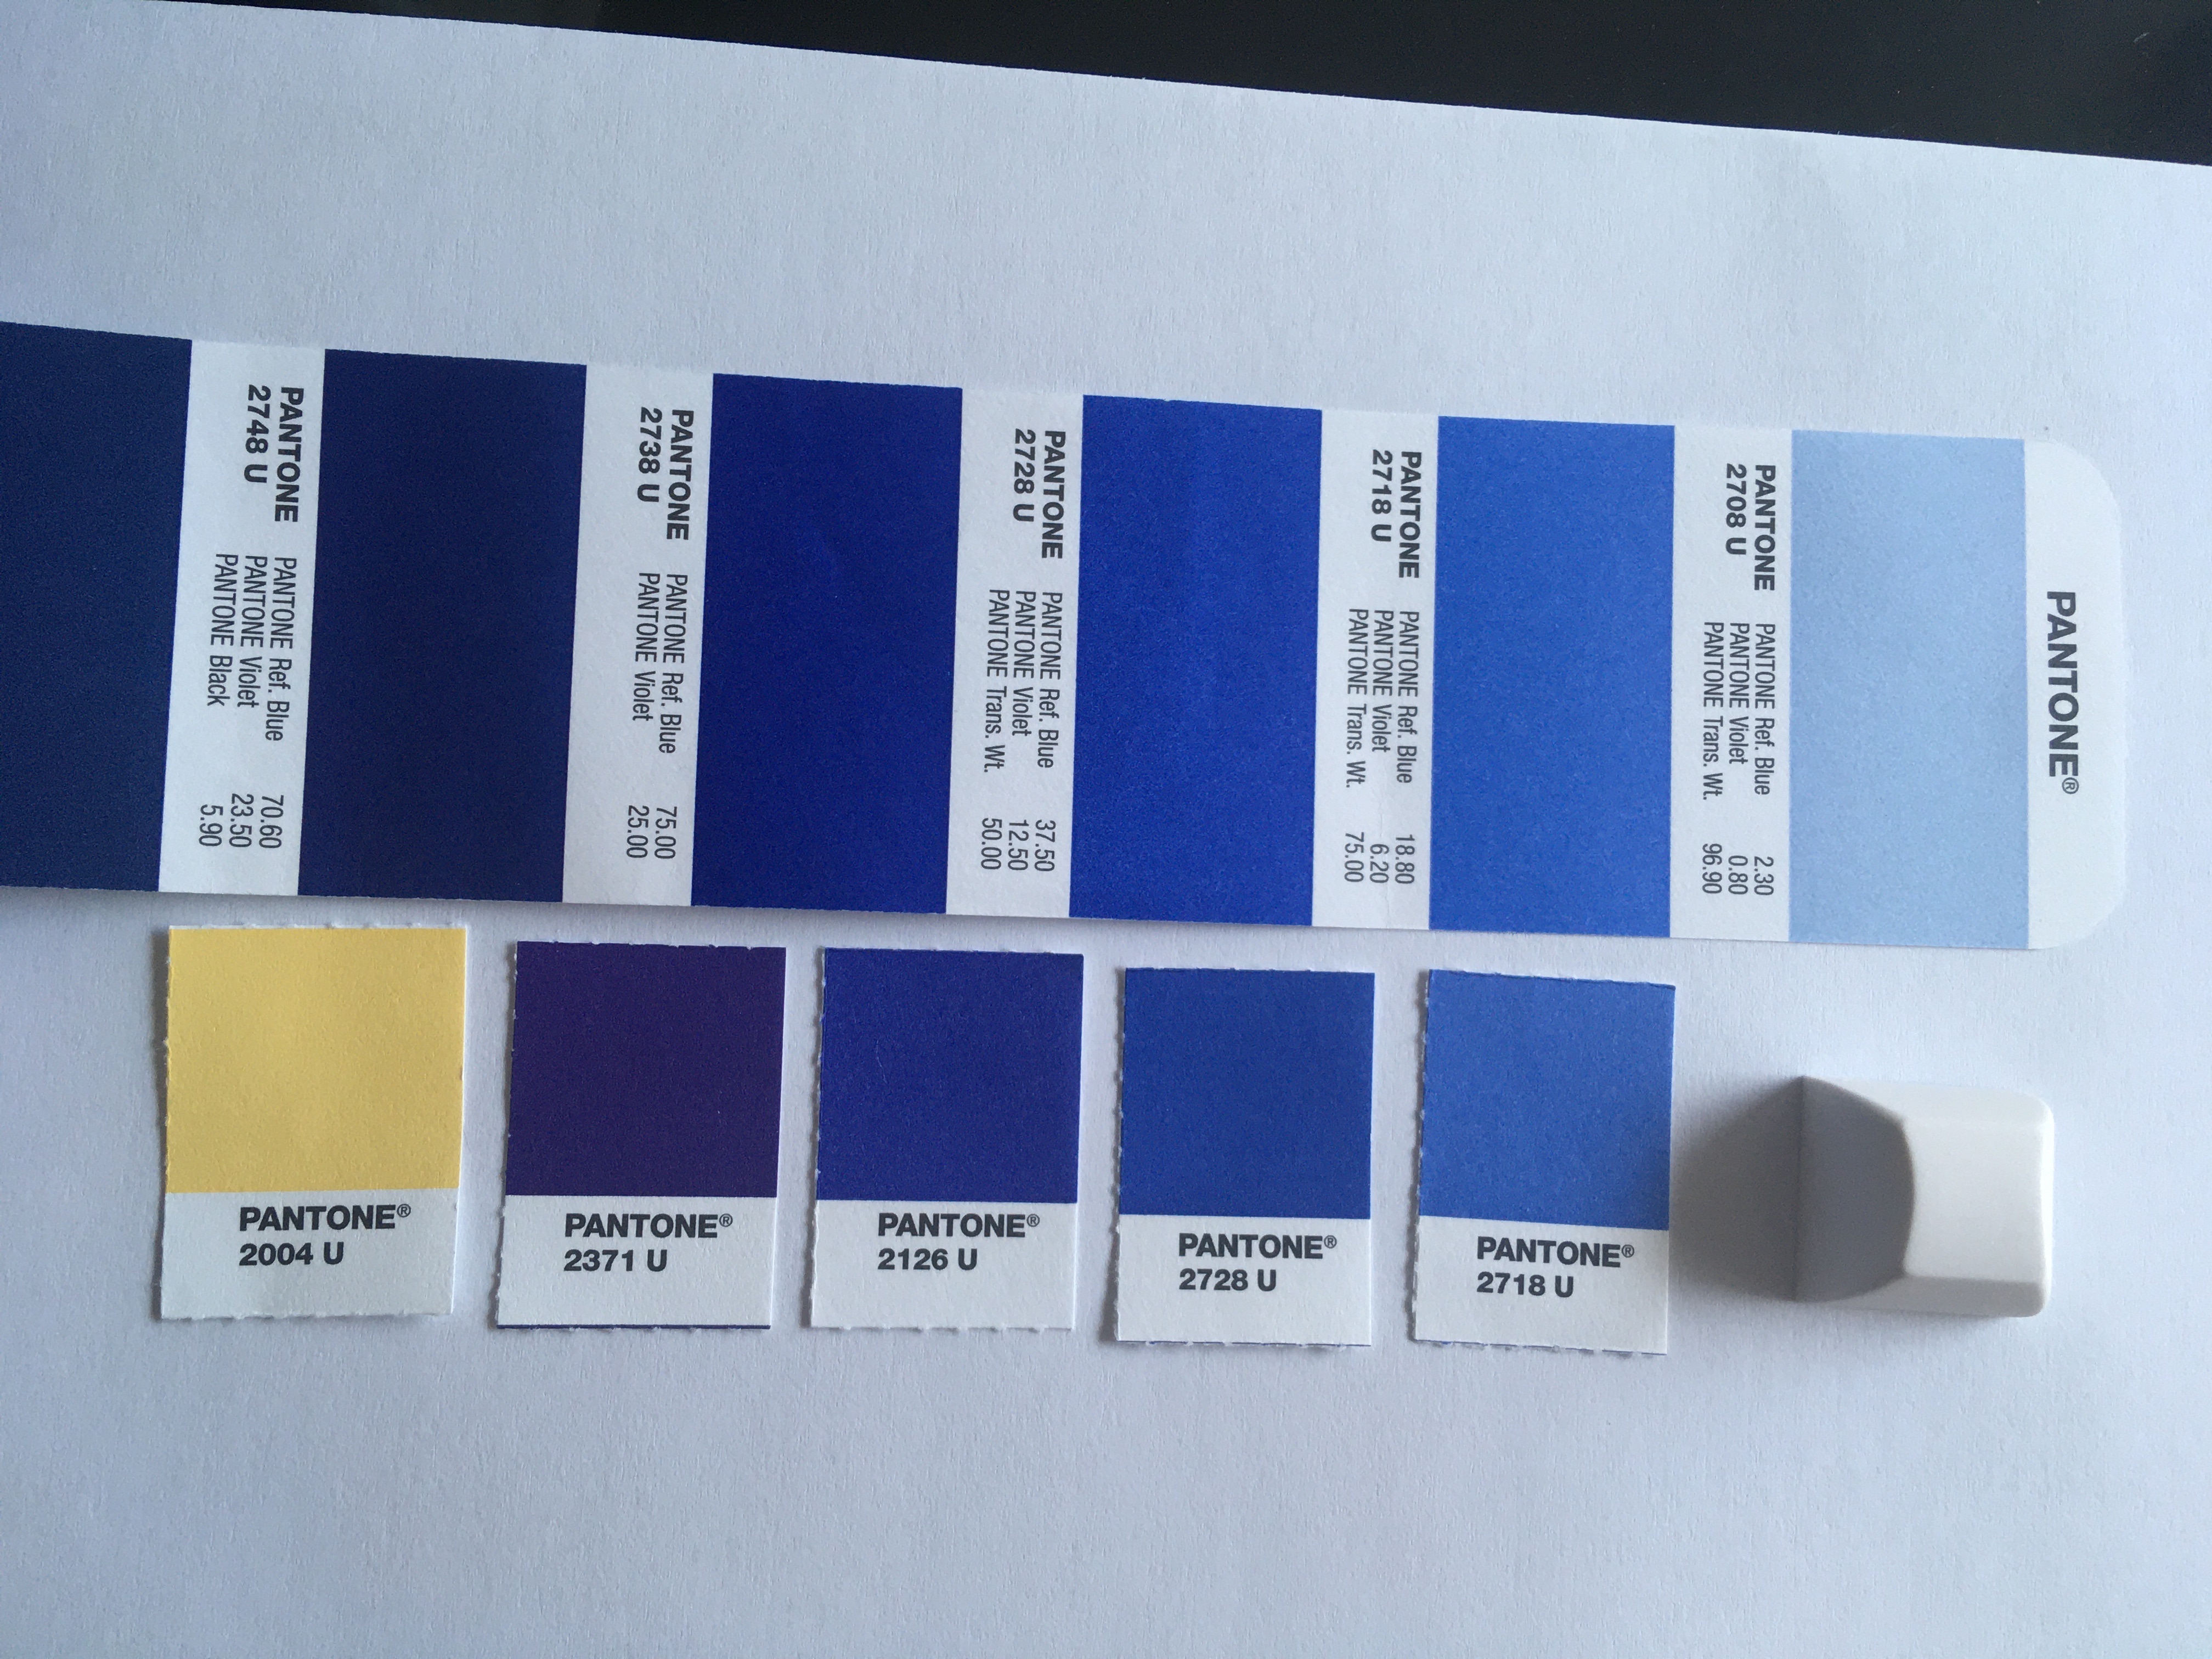 PANTONE®
PANTONE
2708 U
PANTONE Ref. Blue 2.30
PANTONE Violet 0.80
PANTONE Trans. Wt. 96.90
PANTONE
2718 U
PANTONE Ref. Blue 18.80
PANTONE Violet 6.20
PANTONE Trans. Wt. 75.00
PANTONE
2728 U
PANTONE Ref. Blue 37.50
PANTONE Violet 12.50
PANTONE Trans. Wt. 50.00
PANTONE
2738 U
PANTONE Ref. Blue 75.00
PANTONE Violet 25.00
PANTONE
2748 U
PANTONE Ref. Blue 70.60
PANTONE Violet 23.50
PANTONE Black 5.90
PANTONE®
2004 U
PANTONE®
2371 U
PANTONE®
2126 U
PANTONE®
2728 U
PANTONE®
2718 U